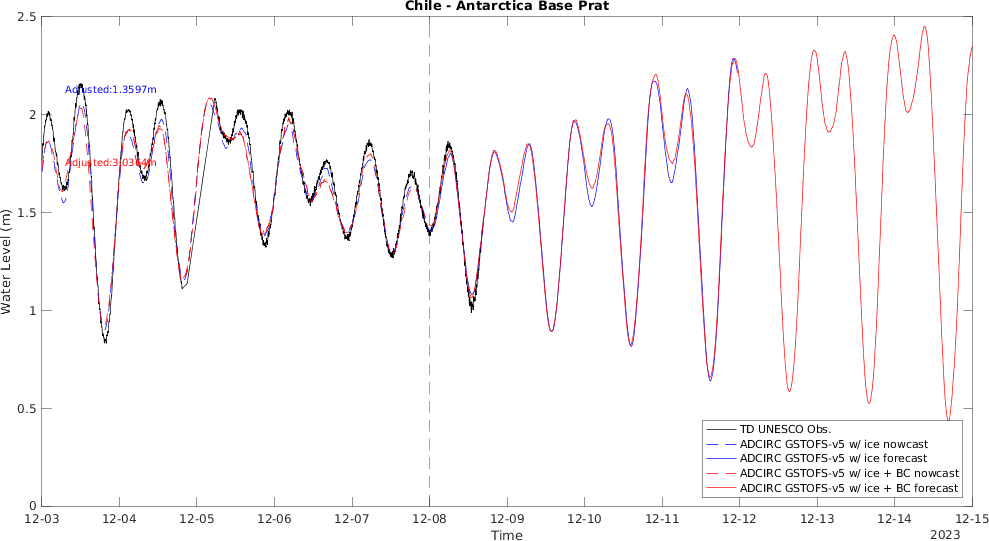 Chile - Antarctica Base Prat
2.5
2
1.5
1
0.5
0
Water Level (m)
Adjusted:1.3597m
Adjusted:3.0364m
TD UNESCO Obs.
ADCIRC GSTOFS-v5 w/ ice nowcast
ADCIRC GSTOFS-v5 w/ ice forecast
ADCIRC GSTOFS-v5 w/ ice + BC nowcast
ADCIRC GSTOFS-v5 w/ ice + BC forecast
12-03 12-04 12-05 12-06 12-07 12-08 12-09 12-10 12-11 12-12 12-13 12-14 12-15
Time
2023